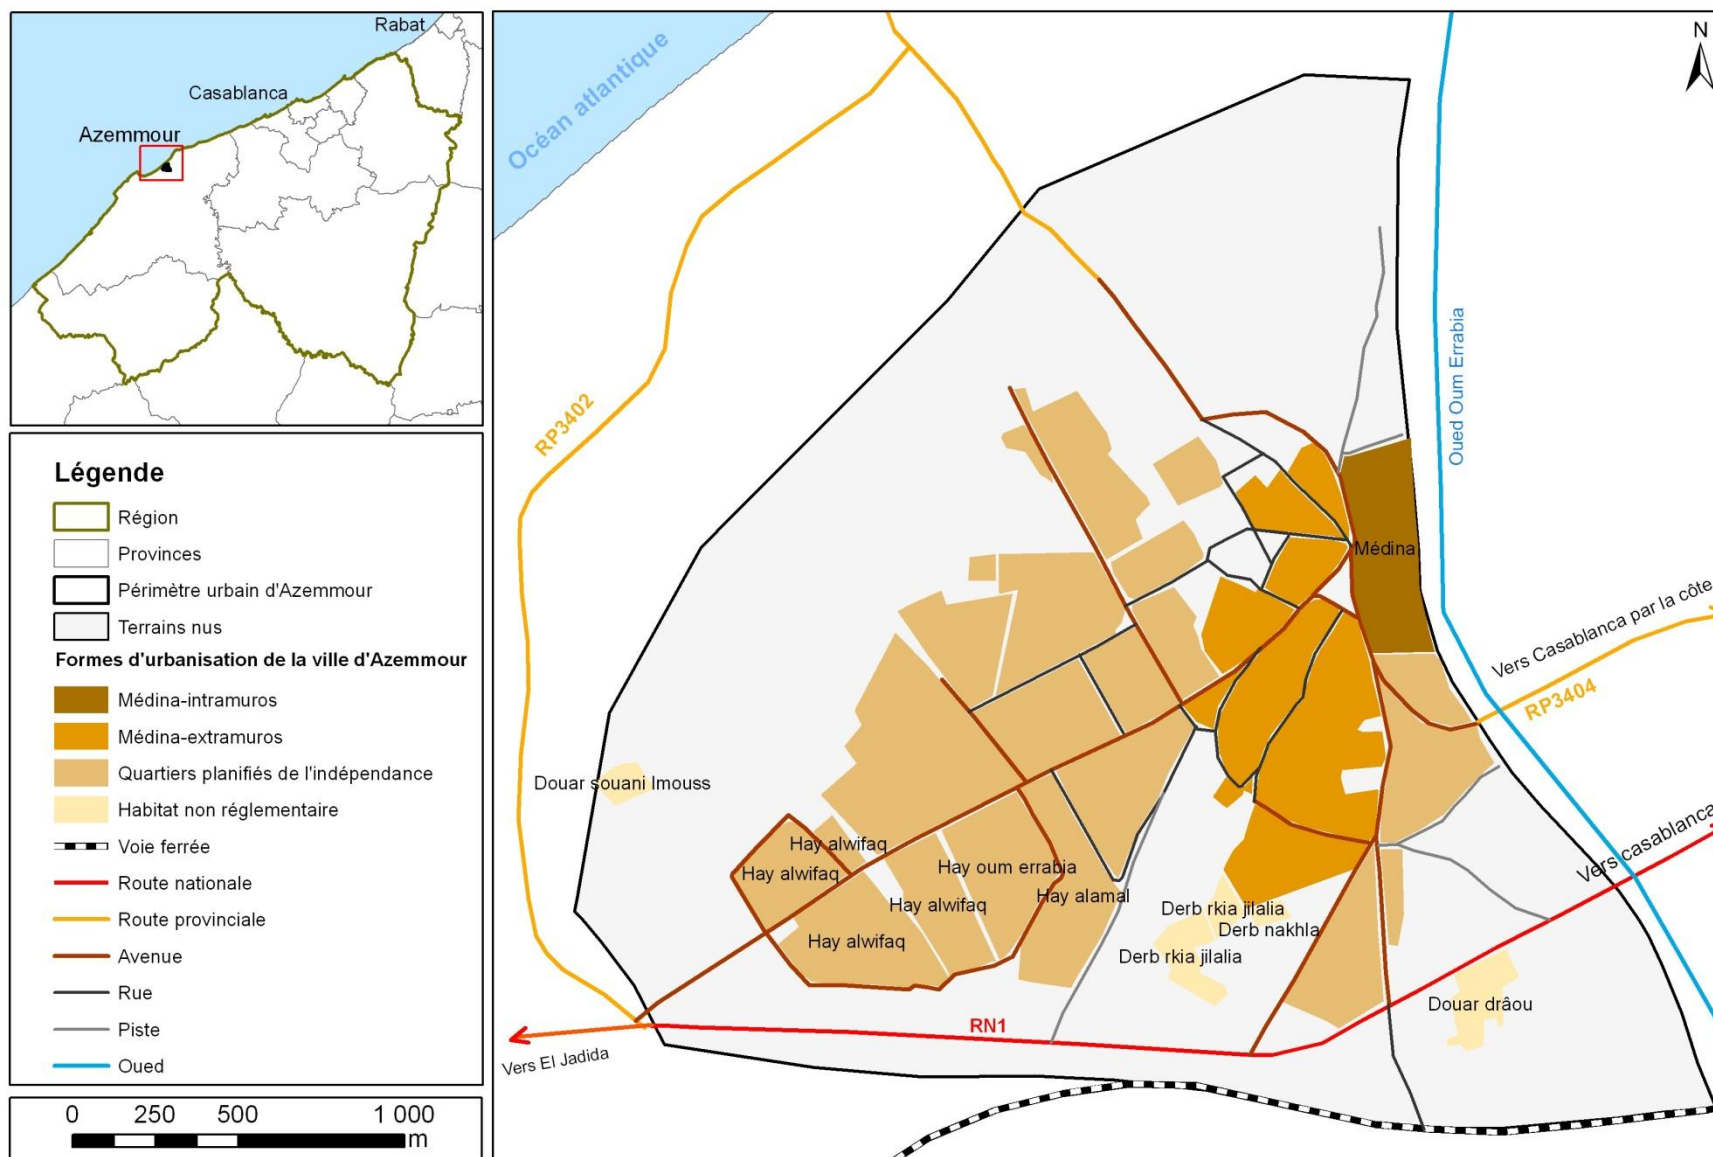 Rabat
Casablanca
Azemmour
Légende
Région
Provinces
Périmètre urbain d'Azemmour
Terrains nus
Formes d'urbanisation de la ville d'Azemmour
Médina-intramuros
Médina-extramuros
Quartiers planifiés de l'indépendance
Habitat non réglementaire
Voie ferrée
Route nationale
Route provinciale
Avenue
Rue
Piste
Oued
0 250 500 1 000
m
N
Océan atlantique
RP3402
Oued Oum Errabia
Médina
Vers Casablanca par la côte
RP3404
Douar souani lmouss
Vers casablanca
Hay alwifaq
Hay alwifaq
Hay oum errabia
Hay alamal
Hay alwifaq
Hay alwifaq
Derb rkia jilalia
Derb nakhla
Derb rkia jilalia
Douar drâou
RN1
Vers El Jadida